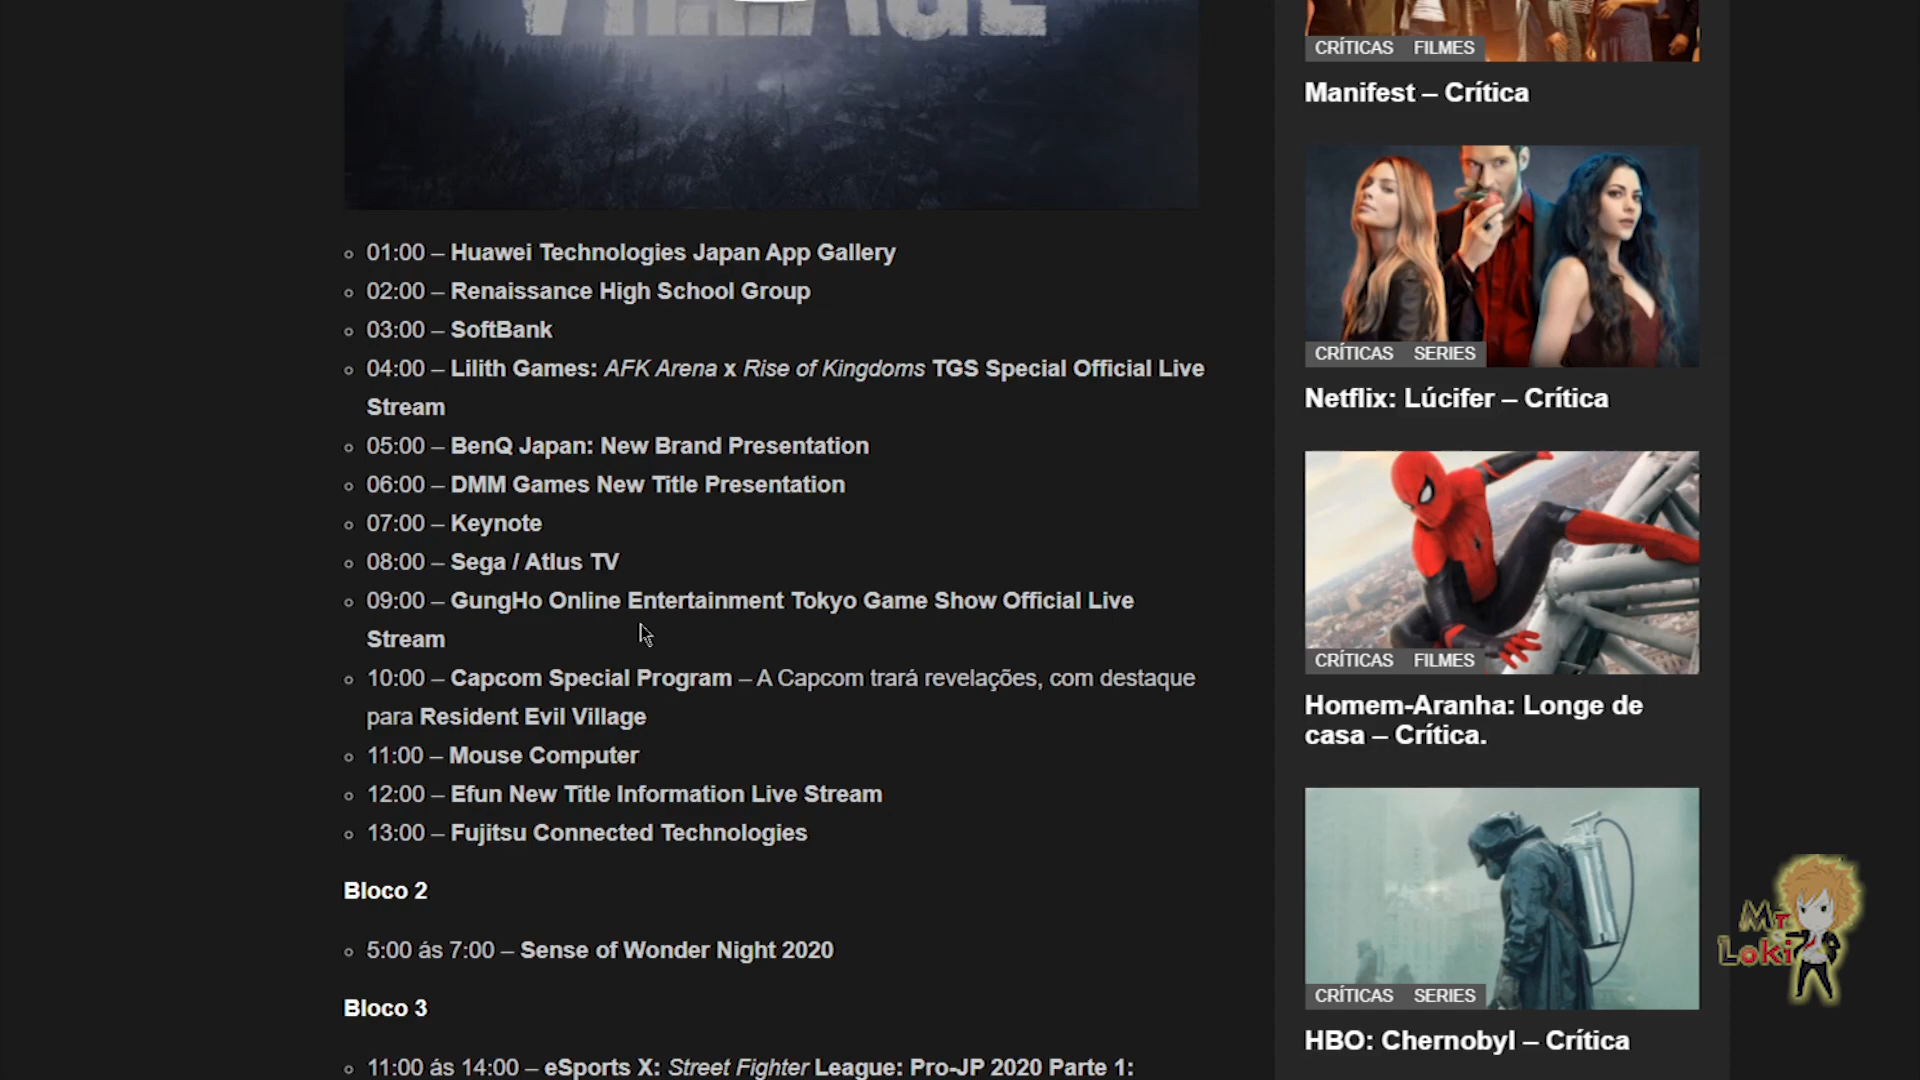 VILLAGE
01:00 – Huawei Technologies Japan App Gallery
02:00 – Renaissance High School Group
03:00 – SoftBank
04:00 – Lilith Games: AFK Arena x Rise of Kingdoms TGS Special Official Live
Stream
05:00 – BenQ Japan: New Brand Presentation
06:00 – DMM Games New Title Presentation
07:00 – Keynote
08:00 – Sega / Atlus TV
09:00 – GungHo Online Entertainment Tokyo Game Show Official Live
Stream
10:00 – Capcom Special Program – A Capcom trará revelações, com destaque
para Resident Evil Village
11:00 – Mouse Computer
12:00 – Efun New Title Information Live Stream
13:00 – Fujitsu Connected Technologies
Bloco 2
5:00 ás 7:00 – Sense of Wonder Night 2020
Bloco 3
11:00 ás 14:00 – eSports X: Street Fighter League: Pro-JP 2020 Parte 1:
CRÍTICAS FILMES
Manifest – Crítica
CRÍTICAS SERIES
Netflix: Lúcifer – Crítica
CRÍTICAS FILMES
Homem-Aranha: Longe de
casa – Crítica.
CRÍTICAS SERIES
HBO: Chernobyl – Crítica
Mr
Loki